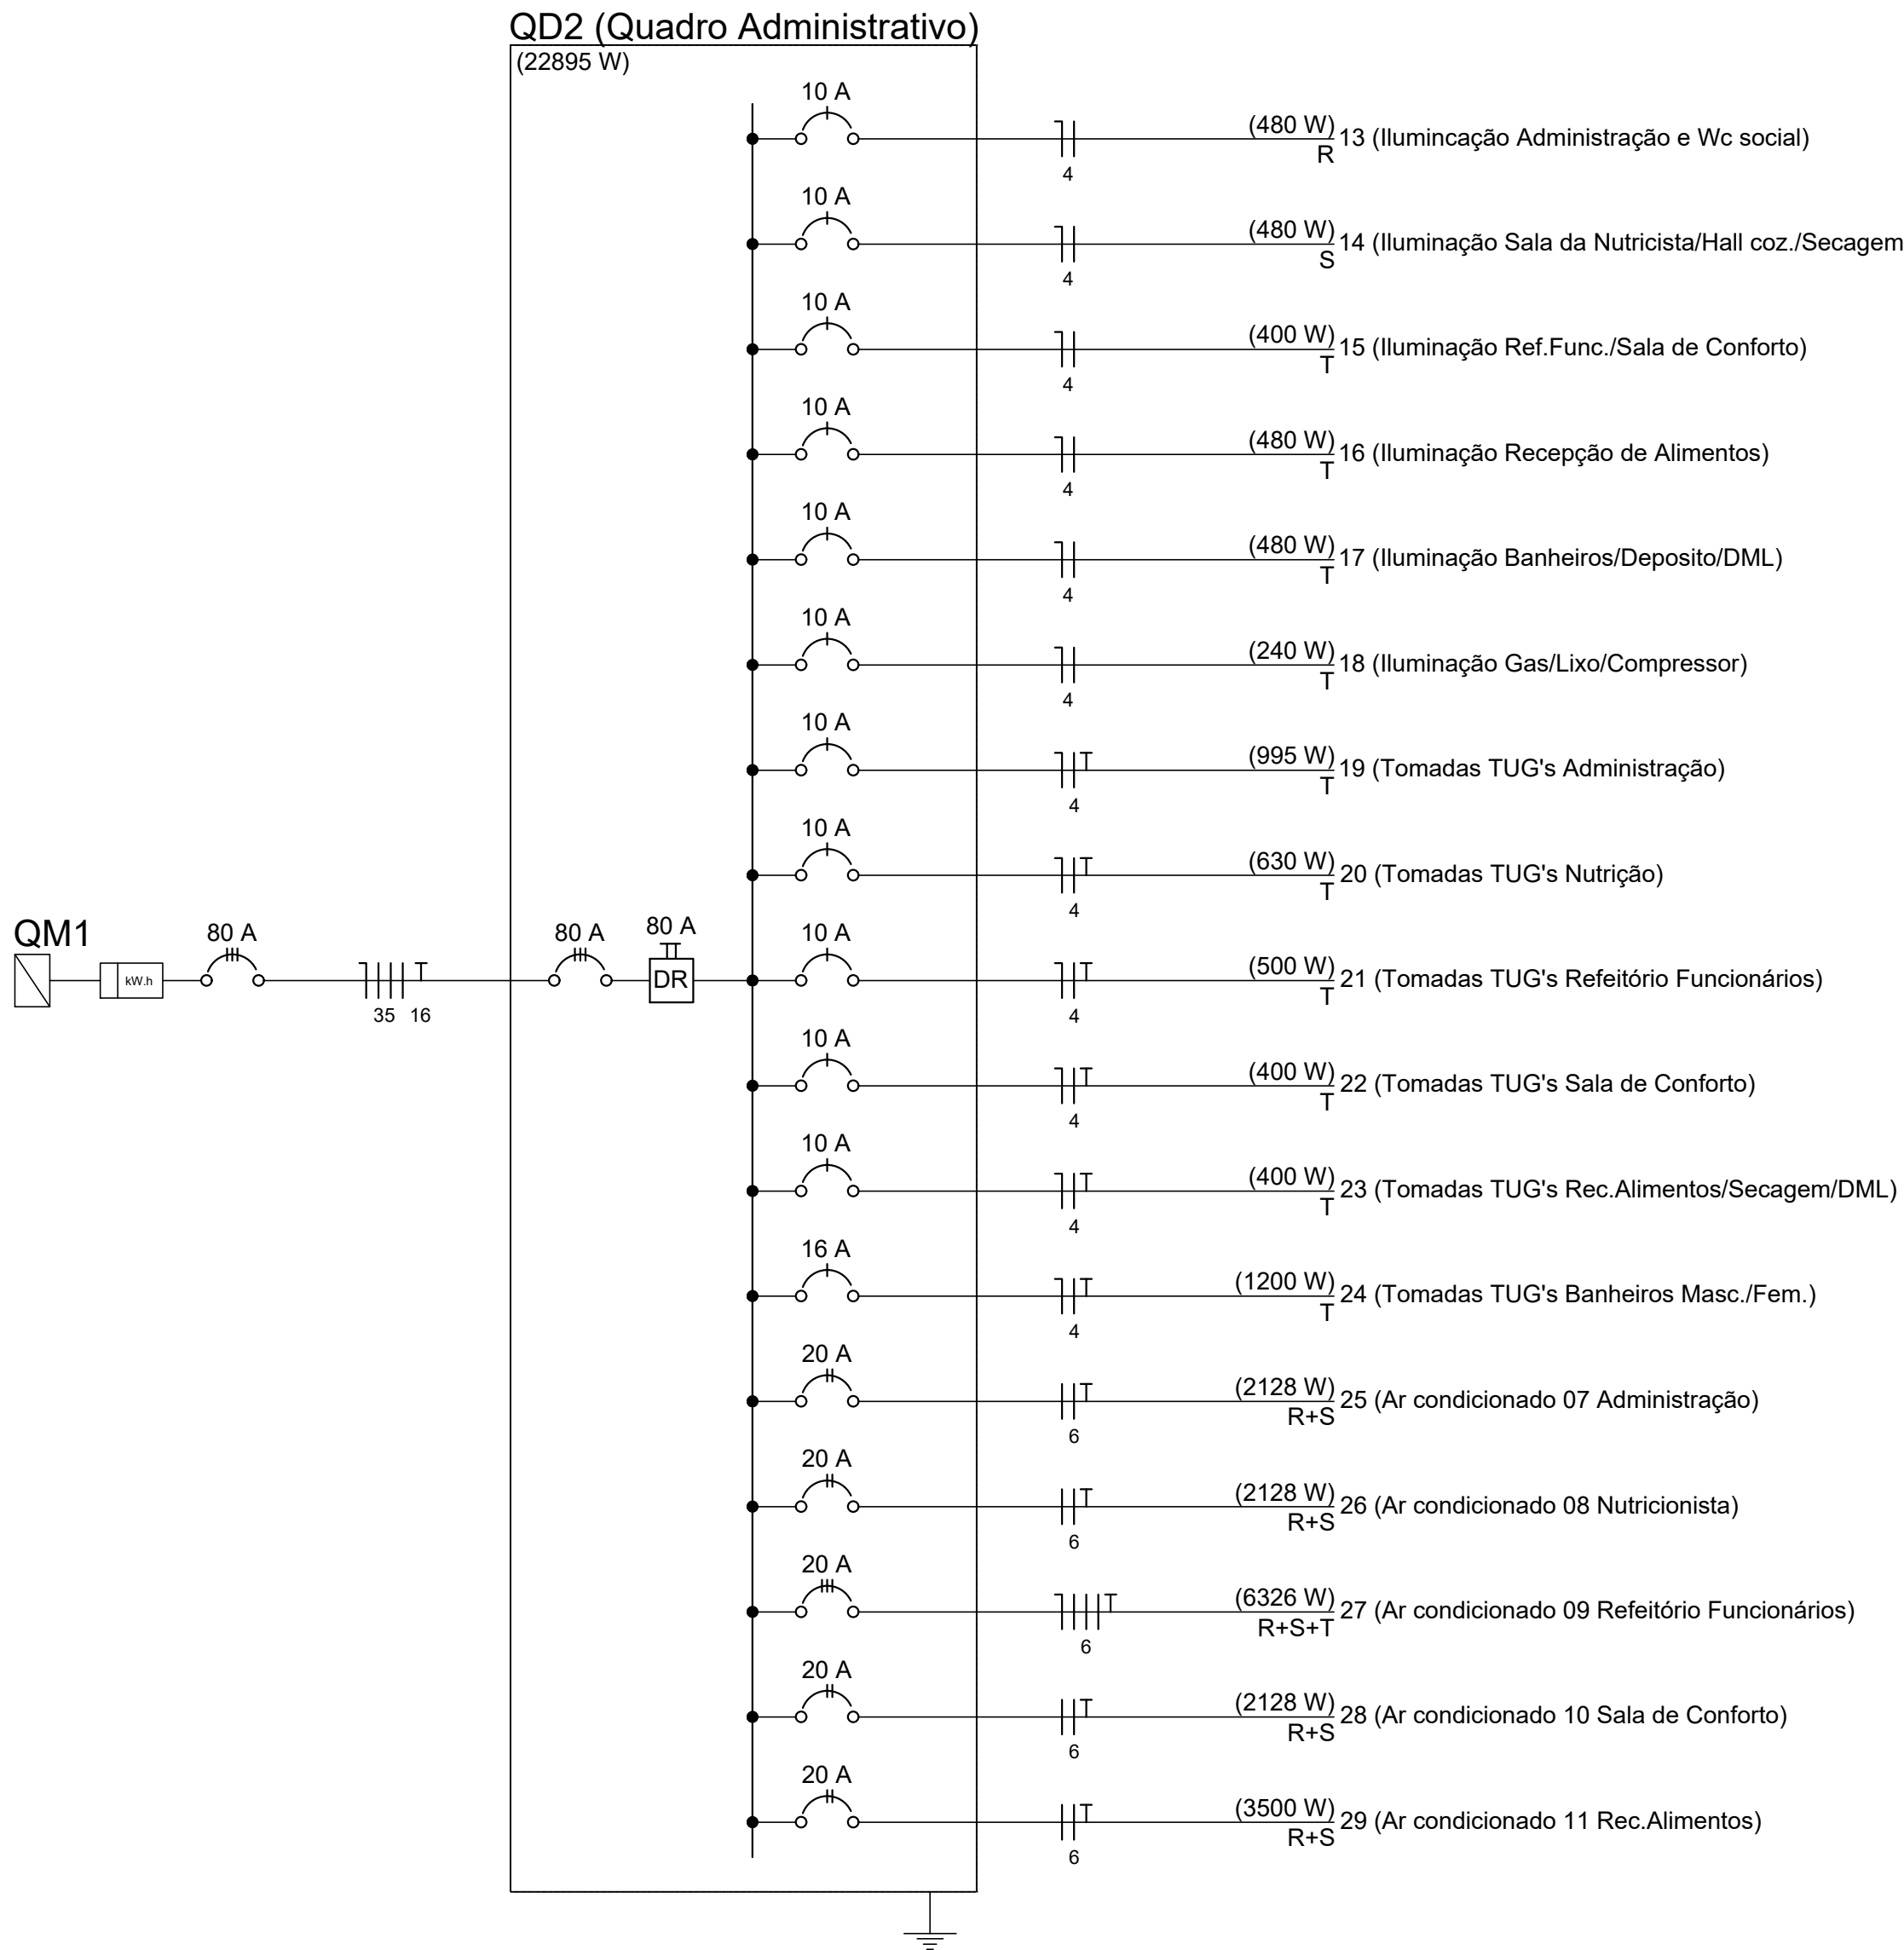 QD2 (Quadro Administrativo)
(22895 W)
10 A
(480 W)
13 (Ilumincação Administração e Wc social)
R
4
10 A
(480 W)
14 (Iluminação Sala da Nutricista/Hall coz./Secagem
S
4
10 A
(400 W)
15 (Iluminação Ref.Func./Sala de Conforto)
T
4
10 A
(480 W)
16 (Iluminação Recepção de Alimentos)
T
4
10 A
(480 W)
17 (Iluminação Banheiros/Deposito/DML)
T
4
10 A
(240 W)
18 (Iluminação Gas/Lixo/Compressor)
T
4
10 A
(995 W)
19 (Tomadas TUG's Administração)
T
4
10 A
(630 W)
20 (Tomadas TUG's Nutrição)
T
4
QM1
kW.h
80 A
35 16
80 A
80 A
DR
10 A
(500 W)
21 (Tomadas TUG's Refeitório Funcionários)
T
4
10 A
(400 W)
22 (Tomadas TUG's Sala de Conforto)
T
4
10 A
(400 W)
23 (Tomadas TUG's Rec.Alimentos/Secagem/DML)
T
4
16 A
(1200 W)
24 (Tomadas TUG's Banheiros Masc./Fem.)
T
4
20 A
(2128 W)
25 (Ar condicionado 07 Administração)
R+S
6
20 A
(2128 W)
26 (Ar condicionado 08 Nutricionista)
R+S
6
20 A
(6326 W)
27 (Ar condicionado 09 Refeitório Funcionários)
R+S+T
6
20 A
(2128 W)
28 (Ar condicionado 10 Sala de Conforto)
R+S
6
20 A
(3500 W)
29 (Ar condicionado 11 Rec.Alimentos)
R+S
6